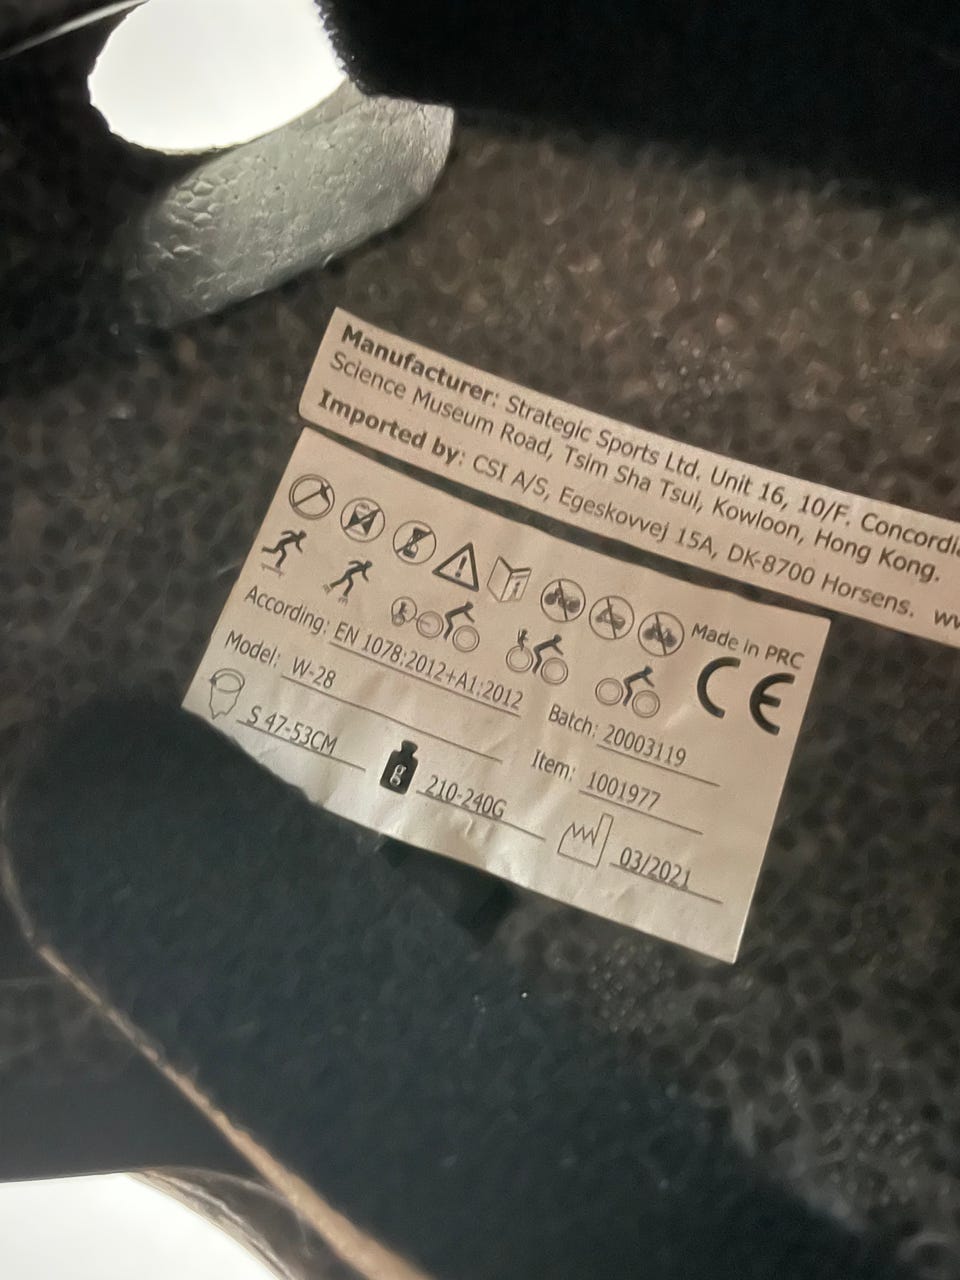 Manufacturer: Strategic Sports Ltd. Unit 16, 10/F. Concordi
Science Museum Road, Tsim Sha Tsui, Kowloon, Hong Kong.
Imported by: CSI A/S, Egeskovvej 15A, DK-8700 Horsens.
Made in PRC
CE
According: EN 1078:2012+A1:2012
Batch: 20003119
Model: W-28
Item: 1001977
S 47-53CM
g 210-240G
03/2021